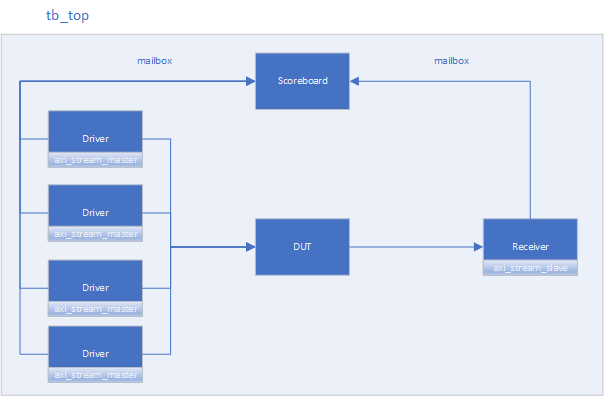 tb_top
mailbox
mailbox
Scoreboard
Driver
axi_stream_master
Driver
axi_stream_master
DUT
Receiver
axi_stream_slave
Driver
axi_stream_master
Driver
axi_stream_master